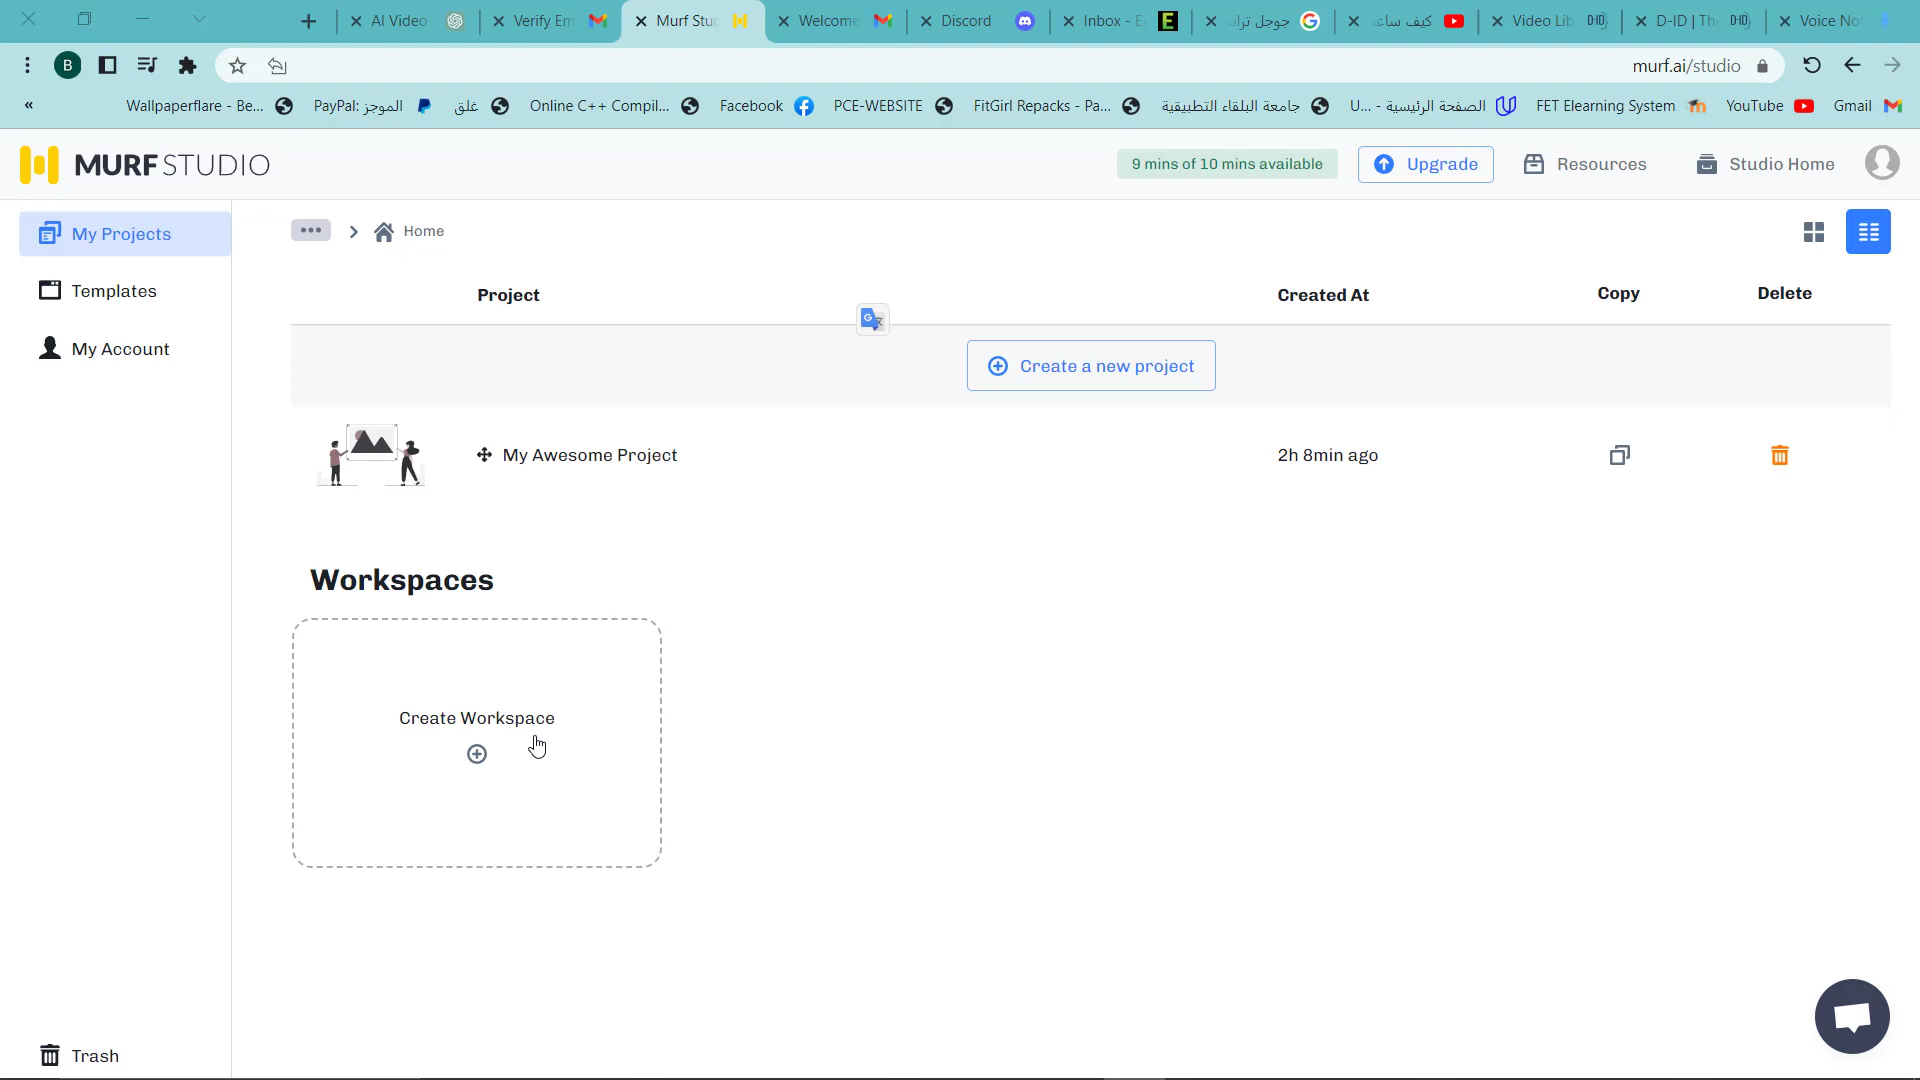 AI Video
Verify Em
Murf Stud
Welcome
Discord
Inbox - E
جوجل ترا
كيف ساعد
Video Lib
D-ID | Th
Voice No
B
murf.ai/studio
«
Wallpaperflare - Be...
PayPal: الموجز
غلق
Online C++ Compil...
Facebook
PCE-WEBSITE
FitGirl Repacks - Pa...
جامعة البلقاء التطبيقية
الصفحة الرئيسية - U...
FET Elearning System
YouTube
Gmail
MURF STUDIO
9 mins of 10 mins available
Upgrade
Resources
Studio Home
My Projects
Templates
My Account
Trash
Home
Project
Created At
Copy
Delete
Create a new project
My Awesome Project
2h 8min ago
Workspaces
Create Workspace